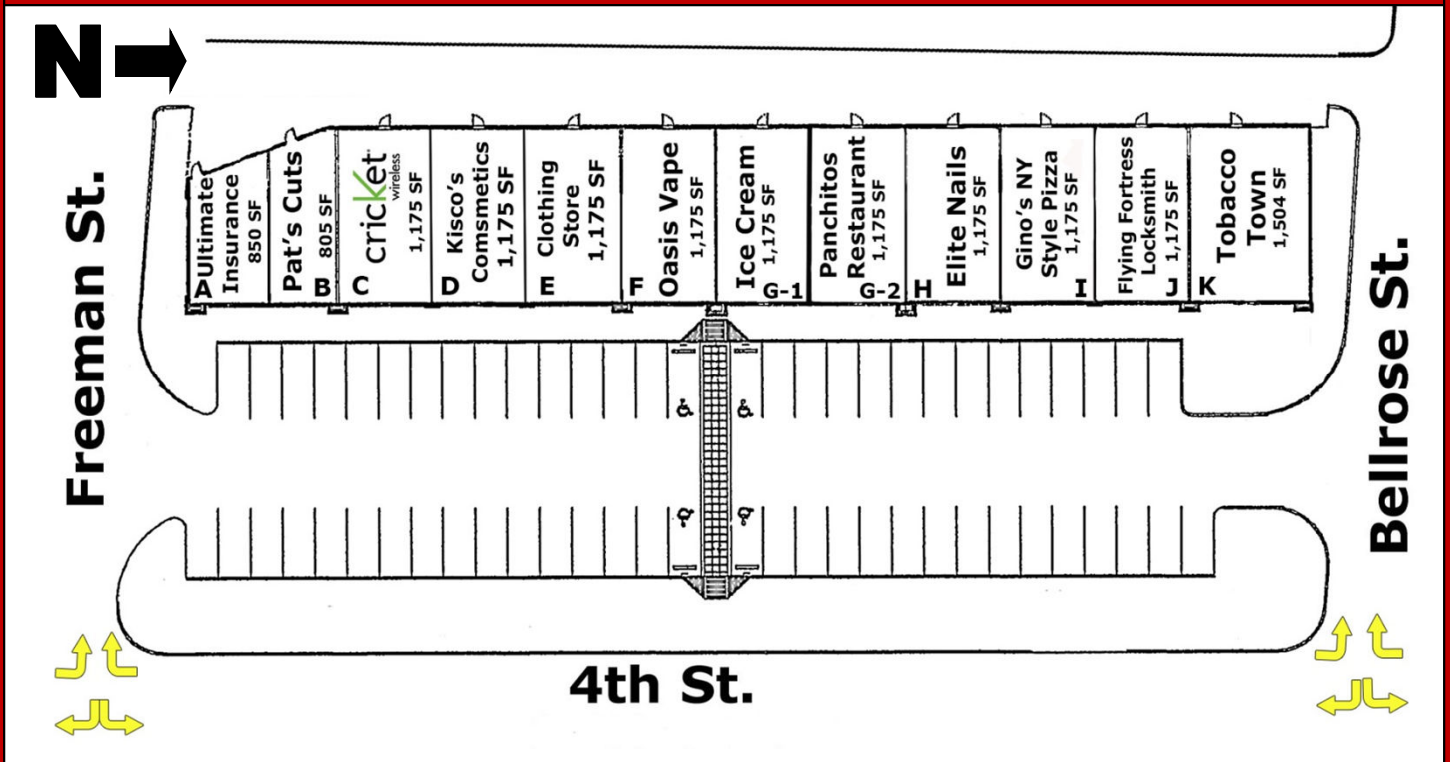 N
Freeman St.
Ultimate
Insurance
850 SF
A
Pat's Cuts
805 SF
B
cricket
wireless
1,175 SF
C
Kisco's
Comsmetics
1,175 SF
D
Clothing
Store
1,175 SF
E
Oasis Vape
1,175 SF
F
Ice Cream
1,175 SF
G-1
Panchitos
Restaurant
1,175 SF
G-2
Elite Nails
1,175 SF
H
Gino's NY
Style Pizza
1,175 SF
I
Flying Fortress
Locksmith
1,175 SF
J
Tobacco
Town
1,504 SF
K
Bellrose St.
4th St.